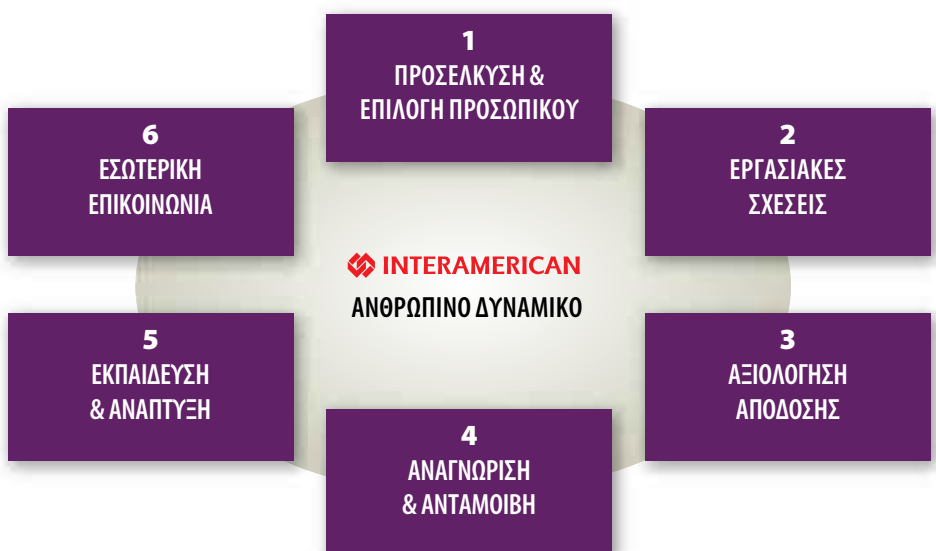 1
ΠΡΟΣΕΛΚΥΣΗ &
ΕΠΙΛΟΓΗ ΠΡΟΣΩΠΙΚΟΥ
2
ΕΡΓΑΣΙΑΚΕΣ
ΣΧΕΣΕΙΣ
3
ΑΞΙΟΛΟΓΗΣΗ
ΑΠΟΔΟΣΗΣ
4
ΑΝΑΓΝΩΡΙΣΗ
& ΑΝΤΑΜΟΙΒΗ
5
ΕΚΠΑΙΔΕΥΣΗ
& ΑΝΑΠΤΥΞΗ
6
ΕΣΩΤΕΡΙΚΗ
ΕΠΙΚΟΙΝΩΝΙΑ
INTERAMERICAN
ΑΝΘΡΩΠΙΝΟ ΔΥΝΑΜΙΚΟ